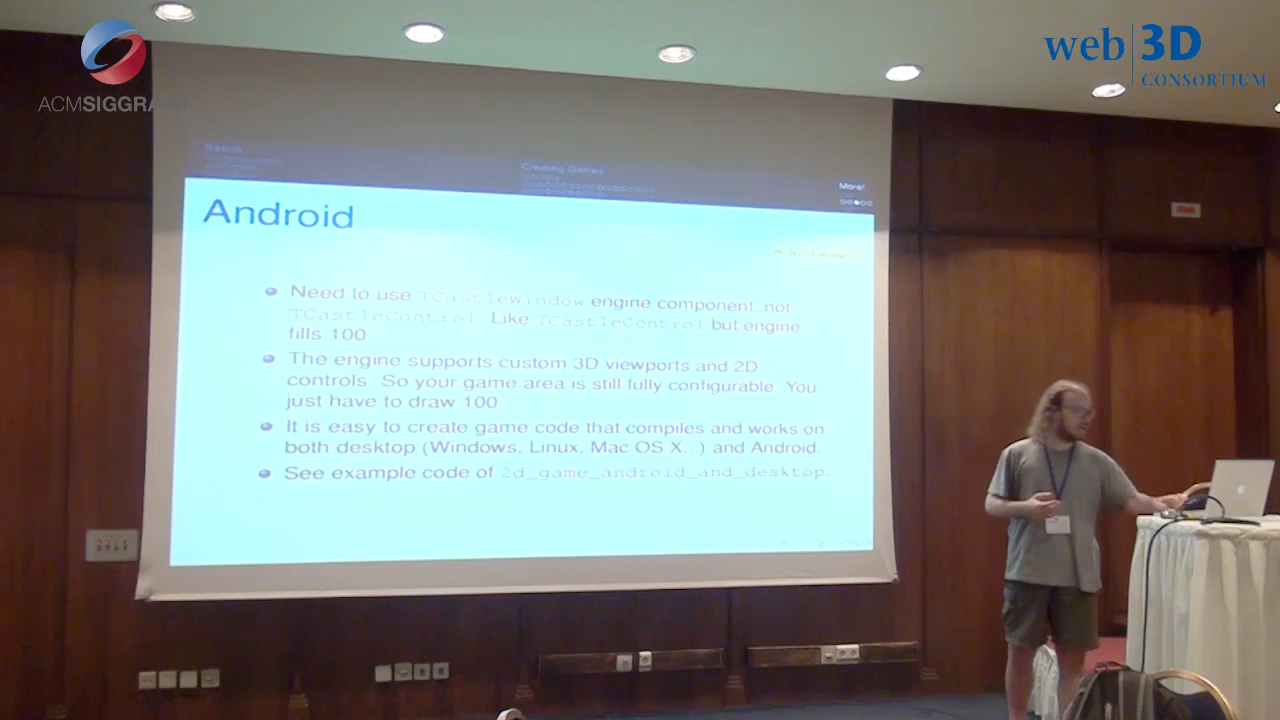 ACMSIGGRAPH
web 3D
CONSORTIUM
Creating Games
More!
Android
Need to use TCastleWindow engine component, not
TCastleControl. Like TCastleControl but engine
fills 100
The engine supports custom 3D viewports and 2D
controls. So your game area is still fully configurable. You
just have to draw 100
It is easy to create game code that compiles and works on
both desktop (Windows, Linux, Mac OS X...) and Android.
See example code of 2d_game_android_and_desktop.